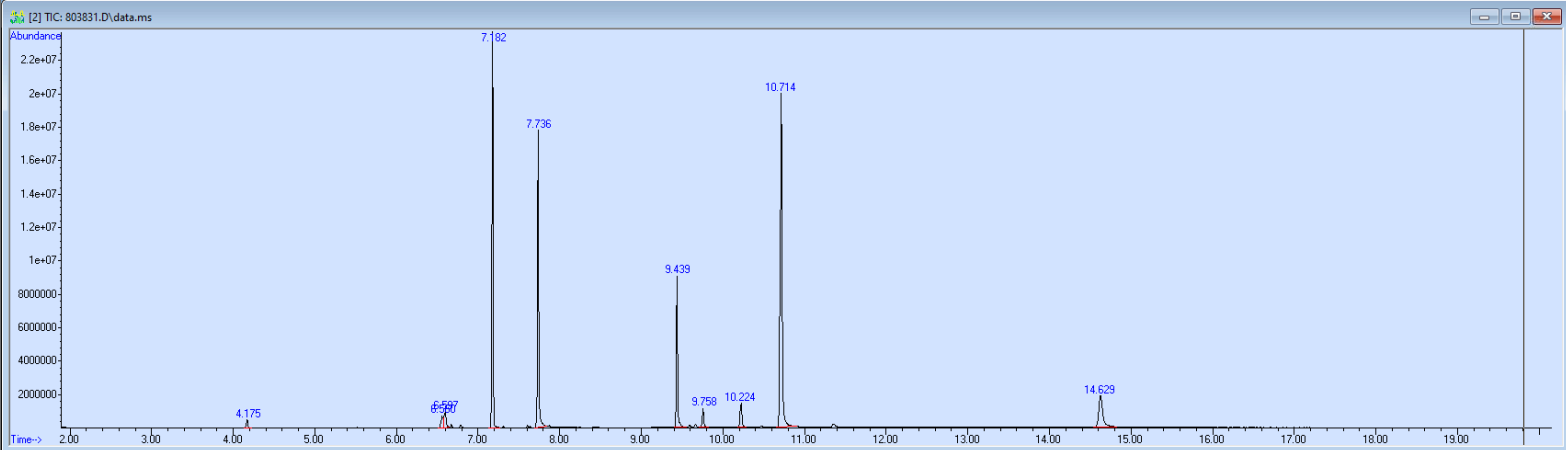 [2] TIC: 803831.D\data.ms
Abundance
7.182
2.2e+07
2e+07
10.714
1.8e+07
7.736
1.6e+07
1.4e+07
1.2e+07
1e+07
9.439
8000000
6000000
4000000
14.629
2000000
10.224
9.758
6.597
4.175
Time-->
2.00 3.00 4.00 5.00 6.00 7.00 8.00 9.00 10.00 11.00 12.00 13.00 14.00 15.00 16.00 17.00 18.00 19.00